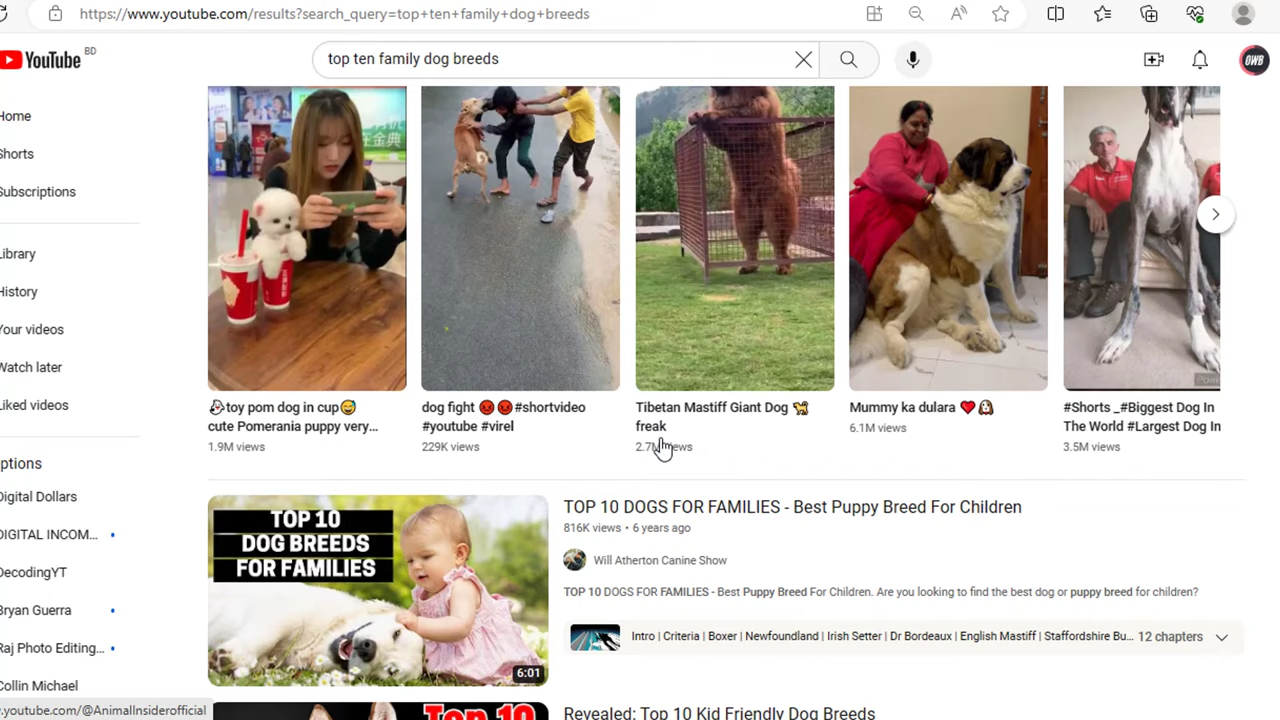 https://www.youtube.com/results?search_query=top+ten+family+dog+breeds
YouTube BD
top ten family dog breeds
OWB
Home
Shorts
Subscriptions
Library
History
Your videos
Watch later
Liked videos
ptions
Digital Dollars
DIGITAL INCOM...
DecodingYT
Bryan Guerra
Raj Photo Editing...
Collin Michael
y.youtube.com/@AnimalInsiderofficial
👻toy pom dog in cup😅
cute Pomerania puppy very...
1.9M views
dog fight 😡😡#shortvideo
#youtube #virel
229K views
Tibetan Mastiff Giant Dog 🐕
freak
2.7M views
Mummy ka dulara ❤️🐶
6.1M views
#Shorts _#Biggest Dog In
The World #Largest Dog In
3.5M views
TOP 10
DOG BREEDS
FOR FAMILIES
6:01
TOP 10 DOGS FOR FAMILIES - Best Puppy Breed For Children
816K views • 6 years ago
Will Atherton Canine Show
TOP 10 DOGS FOR FAMILIES - Best Puppy Breed For Children. Are you looking to find the best dog or puppy breed for children?
Intro | Criteria | Boxer | Newfoundland | Irish Setter | Dr Bordeaux | English Mastiff | Staffordshire Bu... 12 chapters
Top 10
Revealed: Top 10 Kid Friendly Dog Breeds